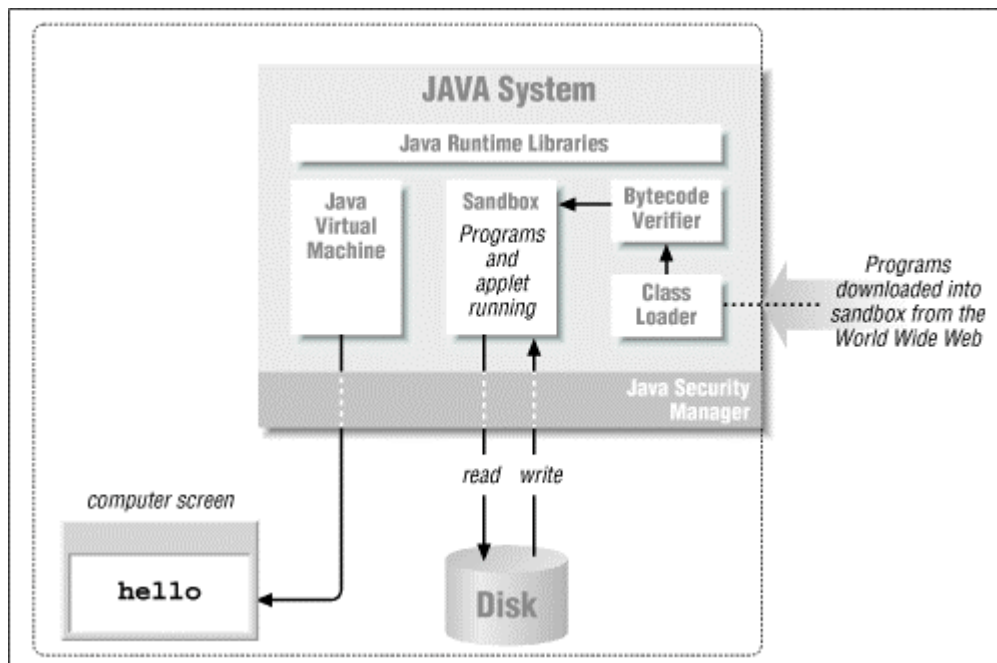 JAVA System
Java Runtime Libraries
Java
Virtual
Machine
Sandbox
Programs
and
applet
running
Bytecode
Verifier
Class
Loader
Programs
downloaded into
sandbox from the
World Wide Web
Java Security
Manager
read
write
computer screen
hello
Disk